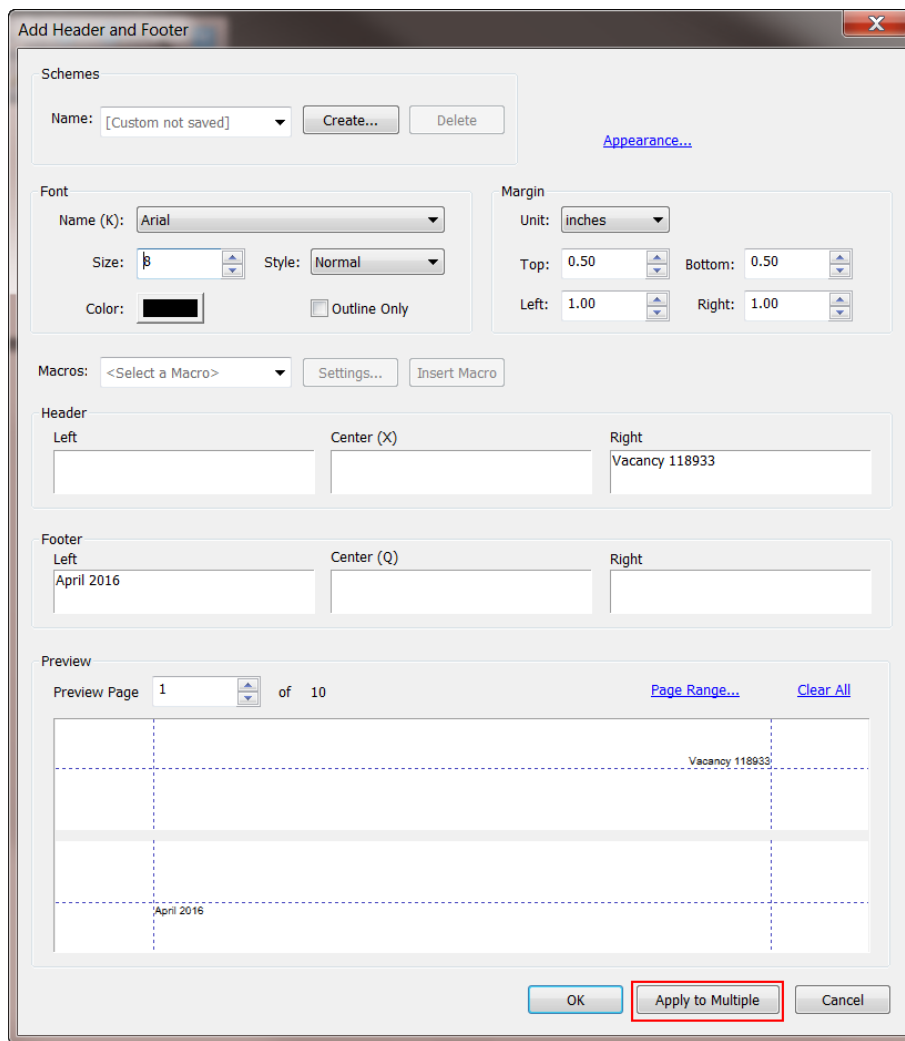 Add Header and Footer
X
Schemes
Name: [Custom not saved] Create... Delete
Appearance...
Font
Name (K): Arial
Size: 8 Style: Normal
Color: Outline Only
Margin
Unit: inches
Top: 0.50 Bottom: 0.50
Left: 1.00 Right: 1.00
Macros: <Select a Macro> Settings... Insert Macro
Header
Left Center (X) Right
Vacancy 118933
Footer
Left Center (Q) Right
April 2016
Preview
Preview Page 1 of 10 Page Range... Clear All
Vacancy 118933
April 2016
OK Apply to Multiple Cancel